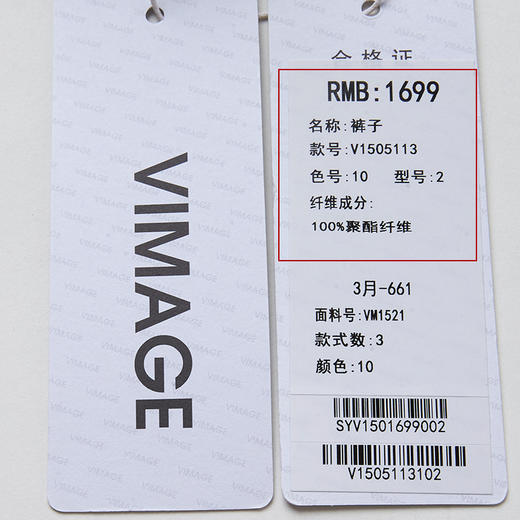 VIMAGE
合格证
RMB:1699
名称:裤子
款号:V1505113
色号:10 型号:2
纤维成分:
100%聚酯纤维
3月-661
面料号:VM1521
款式数:3
颜色:10
SYV1501699002
V1505113102